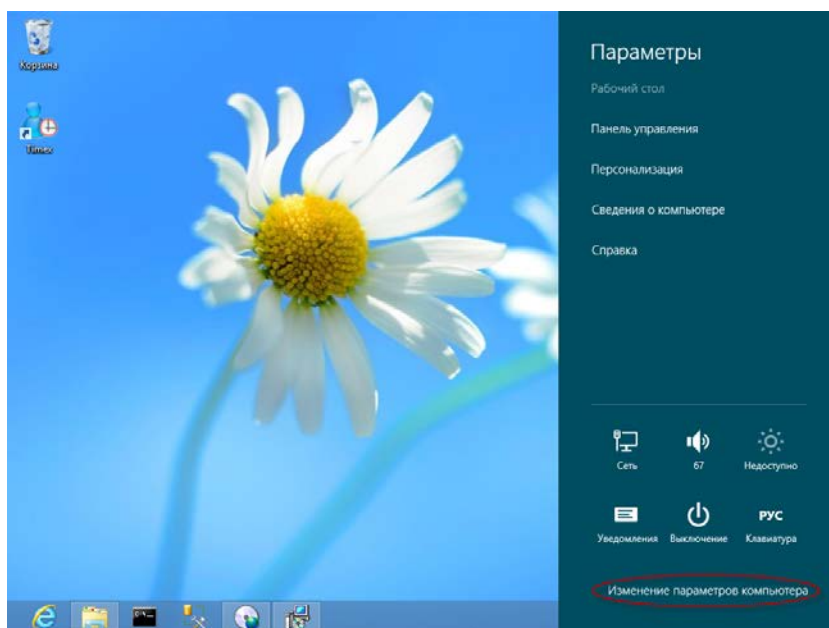 Корзина
Timex
Параметры
Рабочий стол
Панель управления
Персонализация
Сведения о компьютере
Справка
Сеть
67
Недоступно
Уведомления
Выключение
РУС
Клавиатура
Изменение параметров компьютера